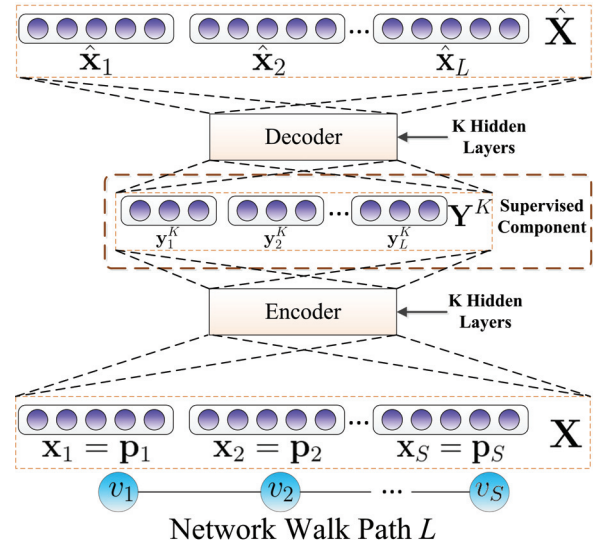 ... X̂
x̂₁ x̂₂ x̂_L
Decoder
K Hidden
Layers
Supervised
Component
... Y^K
y₁^K y₂^K y_L^K
Encoder
K Hidden
Layers
... X
x₁ = p₁ x₂ = p₂ x_S = p_S
v₁ v₂ ... v_S
Network Walk Path L